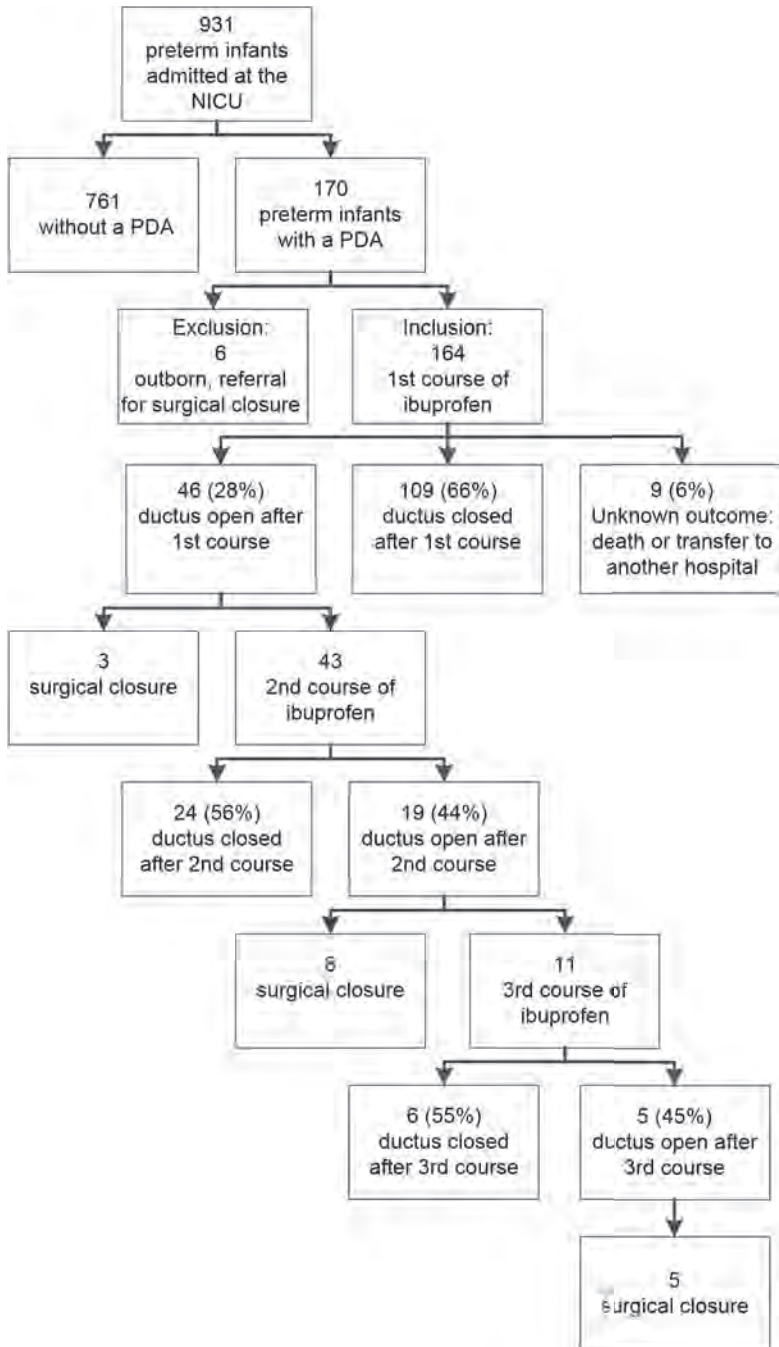 931
preterm infants
admitted at the
NICU
761
without a PDA
170
preterm infants
with a PDA
Exclusion:
6
outborn, referral
for surgical closure
Inclusion:
164
1st course of
ibuprofen
46 (28%)
ductus open after
1st course
109 (66%)
ductus closed
after 1st course
9 (6%)
Unknown outcome:
death or transfer to
another hospital
3
surgical closure
43
2nd course of
ibuprofen
24 (56%)
ductus closed
after 2nd course
19 (44%)
ductus open after
2nd course
8
surgical closure
11
3rd course of
ibuprofen
6 (55%)
ductus closed
after 3rd course
5 (45%)
ductus open after
3rd course
5
surgical closure